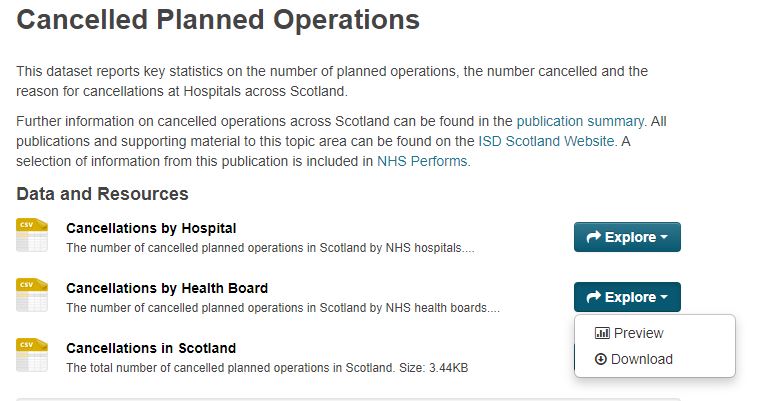 Cancelled Planned Operations
This dataset reports key statistics on the number of planned operations, the number cancelled and the
reason for cancellations at Hospitals across Scotland.
Further information on cancelled operations across Scotland can be found in the publication summary. All
publications and supporting material to this topic area can be found on the ISD Scotland Website. A
selection of information from this publication is included in NHS Performs.
Data and Resources
CSV
Cancellations by Hospital
The number of cancelled planned operations in Scotland by NHS hospitals....
Explore
CSV
Cancellations by Health Board
The number of cancelled planned operations in Scotland by NHS health boards....
Explore
Preview
Download
CSV
Cancellations in Scotland
The total number of cancelled planned operations in Scotland. Size: 3.44KB